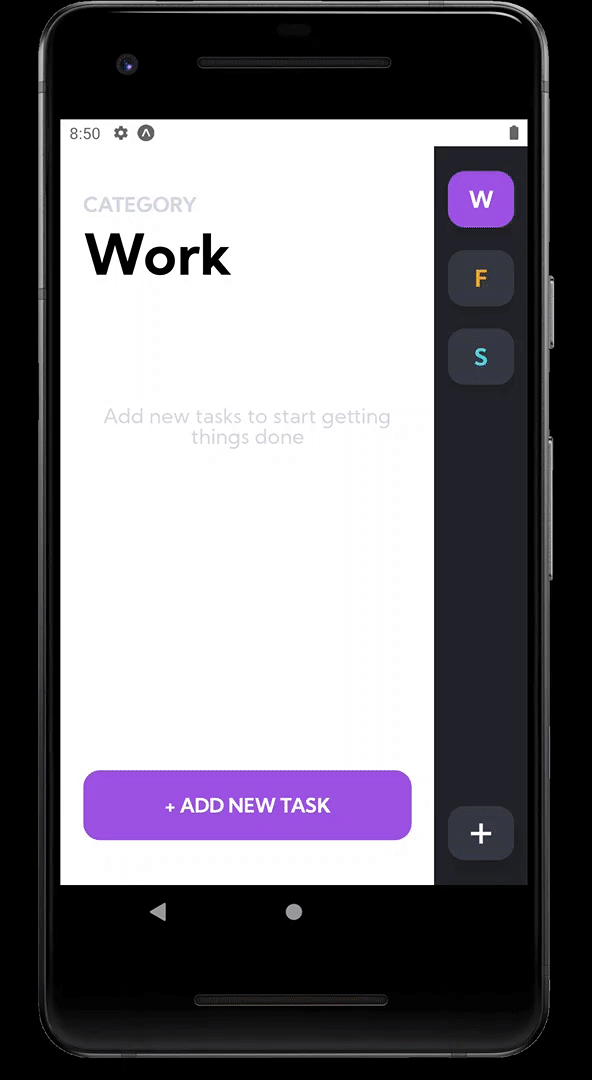 8:50
CATEGORY
Work
Add new tasks to start getting
things done
+ ADD NEW TASK
W
F
S
+